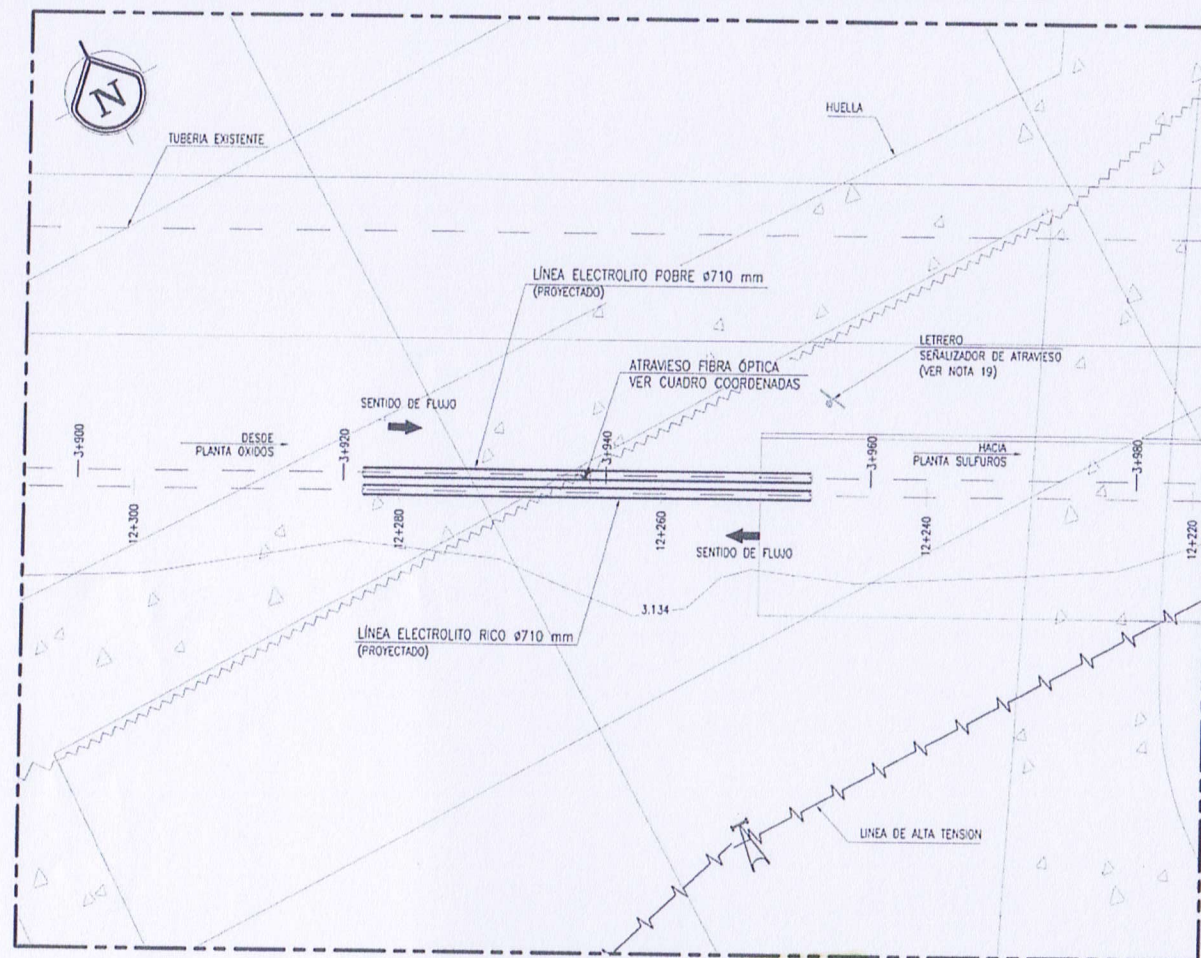 N
TUBERIA EXISTENTE
HUELLA
LÍNEA ELECTROLITO POBRE ø710 mm
(PROYECTADO)
ATRAVIESO FIBRA ÓPTICA
VER CUADRO COORDENADAS
LETRERO
SEÑALIZADOR DE ATRAVIESO
(VER NOTA 19)
SENTIDO DE FLUJO
3+900
DESDE
PLANTA OXIDOS
3+920
3+940
3+960
HACIA
PLANTA SULFUROS
3+980
12+300
12+280
12+260
12+240
12+220
SENTIDO DE FLUJO
3.134
LÍNEA ELECTROLITO RICO ø710 mm
(PROYECTADO)
LINEA DE ALTA TENSION